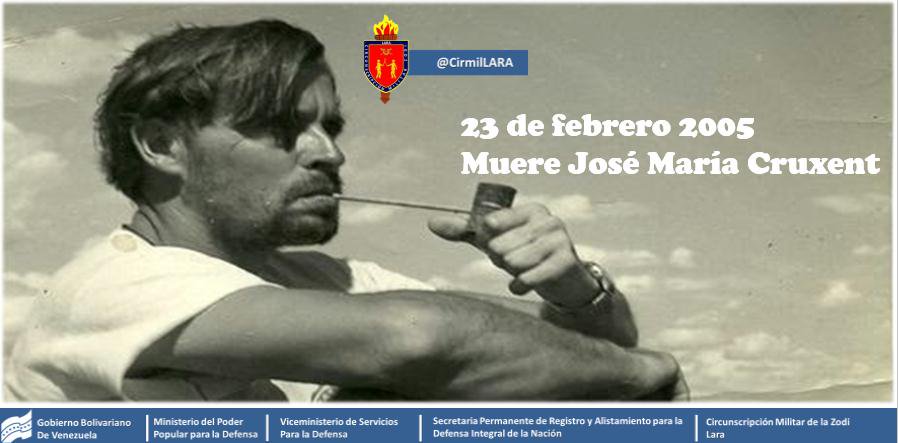 LARA
@CirmilLARA
23 de febrero 2005
Muere José María Cruxent
Gobierno Bolivariano
De Venezuela
Ministerio del Poder
Popular para la Defensa
Viceministerio de Servicios
Para la Defensa
Secretaria Permanente de Registro y Alistamiento para la
Defensa Integral de la Nación
Circunscripción Militar de la Zodi
Lara